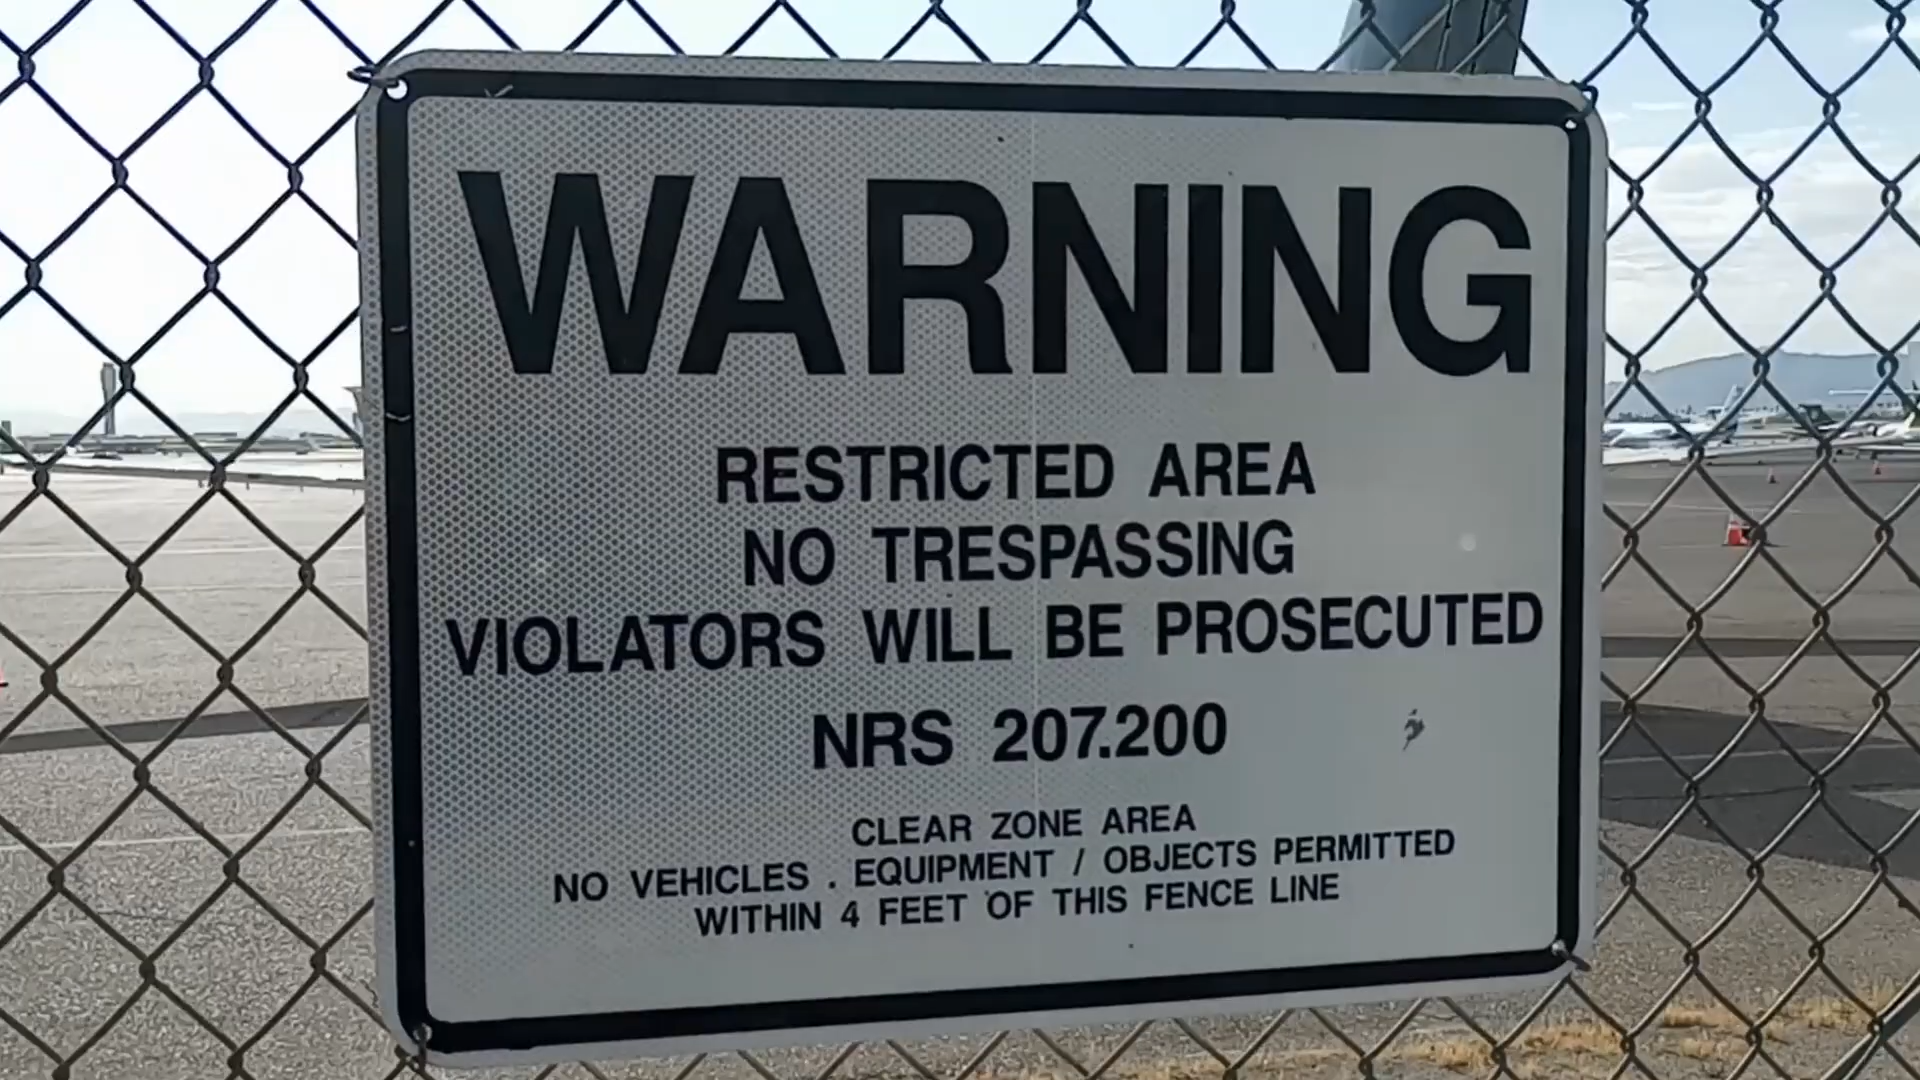 WARNING
RESTRICTED AREA
NO TRESPASSING
VIOLATORS WILL BE PROSECUTED
NRS 207.200
CLEAR ZONE AREA
NO VEHICLES . EQUIPMENT / OBJECTS PERMITTED
WITHIN 4 FEET OF THIS FENCE LINE